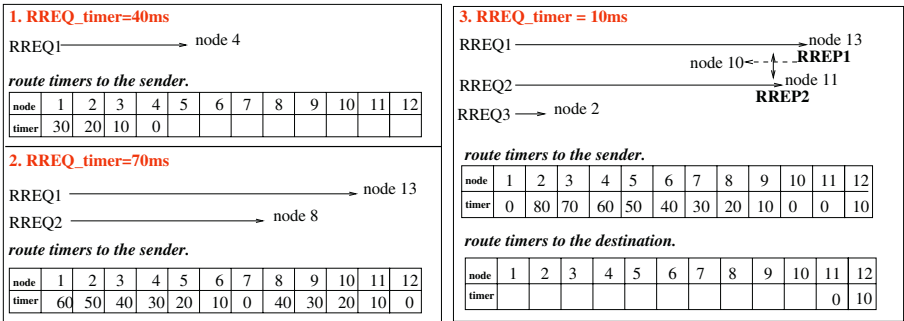 1. RREQ_timer=40ms
RREQ1 node 4
route timers to the sender.
node 1 2 3 4 5 6 7 8 9 10 11 12
timer 30 20 10 0
2. RREQ_timer=70ms
RREQ1 node 13
RREQ2 node 8
route timers to the sender.
node 1 2 3 4 5 6 7 8 9 10 11 12
timer 60 50 40 30 20 10 0 40 30 20 10 0
3. RREQ_timer = 10ms
RREQ1 node 13
node 10 RREP1
RREQ2 node 11
RREP2
RREQ3 node 2
route timers to the sender.
node 1 2 3 4 5 6 7 8 9 10 11 12
timer 0 80 70 60 50 40 30 20 10 0 0 10
route timers to the destination.
node 1 2 3 4 5 6 7 8 9 10 11 12
timer 0 10